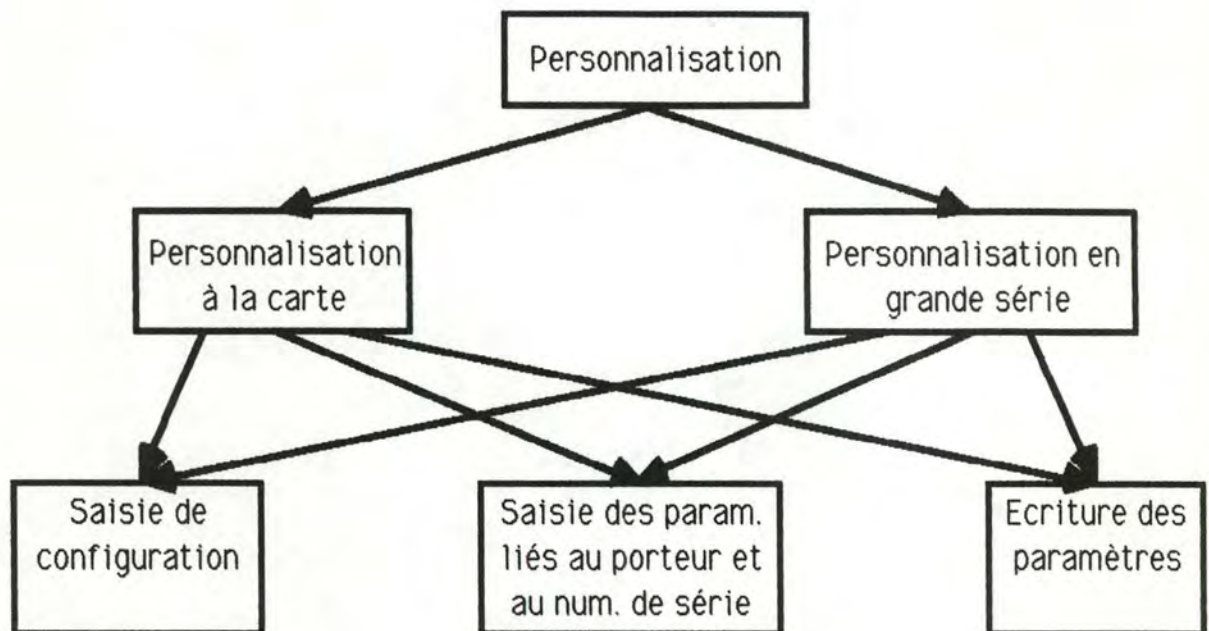 Personnalisation
Personnalisation
à la carte
Personnalisation en
grande série
Saisie de
configuration
Saisie des param.
liés au porteur et
au num. de série
Ecriture des
paramètres